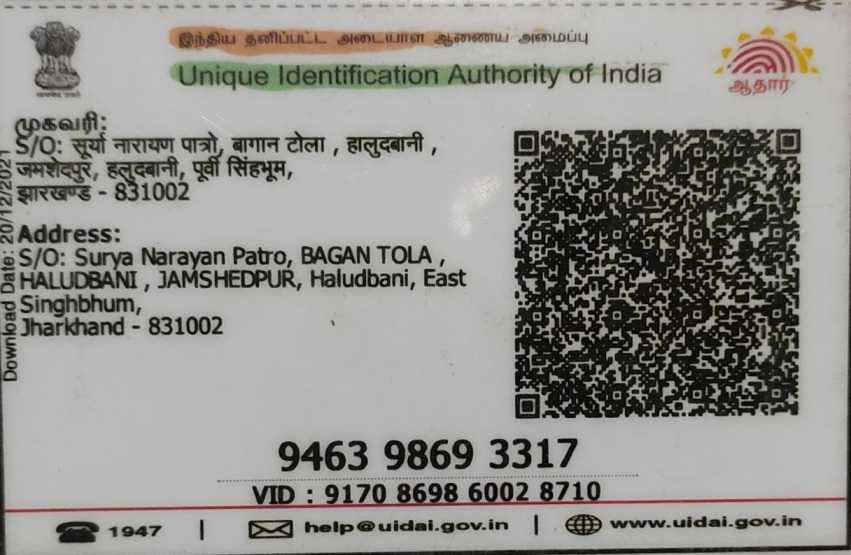 இந்திய தனிப்பட்ட அடையாள ஆணைய அமைப்பு
Unique Identification Authority of India
ஆதார்
முகவரி:
S/O: सूर्या नारायण पात्रो, बागान टोला , हालुदबानी ,
जमशेदपुर, हलुदबानी, पूर्वी सिंहभूम,
झारखण्ड - 831002
Address:
S/O: Surya Narayan Patro, BAGAN TOLA ,
HALUDBANI , JAMSHEDPUR, Haludbani, East
Singhbhum,
Jharkhand - 831002
Download Date: 20/12/2021
9463 9869 3317
VID : 9170 8698 6002 8710
1947 | help@uidai.gov.in | www.uidai.gov.in